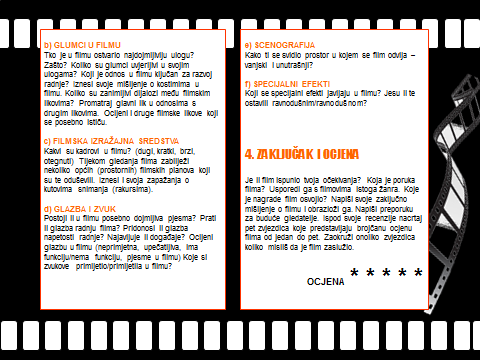 b) GLUMCI U FILMU
Tko je u filmu ostvario najdojmljiviju ulogu?
Zašto? Koliko su glumci uvjerljivi u svojim
ulogama? Koji je odnos u filmu ključan za razvoj
radnje? Iznesi svoje mišljenje o kostimima u
filmu. Koliko su zanimljivi dijalozi među filmskim
likovima? Promatraj glavni lik u odnosima s
drugim likovima. Ocijeni i druge filmske likove koji
se posebno ističu.
c) FILMSKA IZRAŽAJNA SREDSTVA
Kakvi su kadrovi u filmu? (dugi, kratki, brzi,
otegnuti) Tijekom gledanja filma zabilježi
nekoliko općih (prostornih) filmskih planova koji
su te oduševili. Iznesi i svoja zapažanja o
kutovima snimanja (rakursima).
d) GLAZBA I ZVUK
Postoji li u filmu posebno dojmljiva pjesma? Prati
li glazba radnju filma? Pridonosi li glazba
napetosti radnje? Najavljuje li događaje? Ocijeni
glazbu u filmu (neprimjetna, upečatljiva, ima
funkciju/nema funkciju, pjesme u filmu) Koje si
zvukove primijetio/primijetila u filmu?
e) SCENOGRAFIJA
Kako ti se svidio prostor u kojem se film odvija –
vanjski i unutrašnji?
f) SPECIJALNI EFEKTI
Koji se specijalni efekti javljaju u filmu? Jesu li te
ostavili ravnodušnim/ravnodušnom?
4. ZAKLJUČAK I OCJENA
Je li film ispunio tvoja očekivanja? Koja je poruka
filma? Usporedi ga s filmovima istoga žanra. Koje
je nagrade film osvojio? Napiši svoje zaključno
mišljenje o filmu i obrazloži ga. Napiši preporuku
za buduće gledatelje. Ispod svoje recenzije nacrtaj
pet zvjezdica koje predstavljaju brojčanu ocjenu
filma od jedan do pet. Zaokruži onoliko zvjezdica
koliko misliš da je film zaslužio.
OCJENA * * * * *